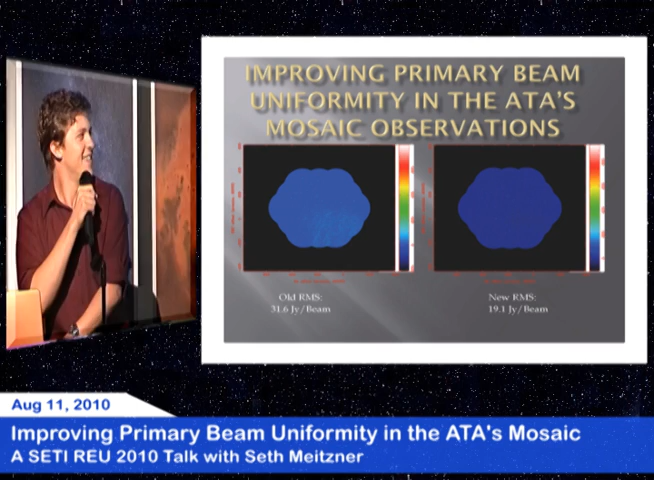 IMPROVING PRIMARY BEAM
UNIFORMITY IN THE ATA'S
MOSAIC OBSERVATIONS
Old RMS:
31.6 Jy/Beam
New RMS:
19.1 Jy/Beam
Aug 11, 2010
Improving Primary Beam Uniformity in the ATA's Mosaic
A SETI REU 2010 Talk with Seth Meitzner